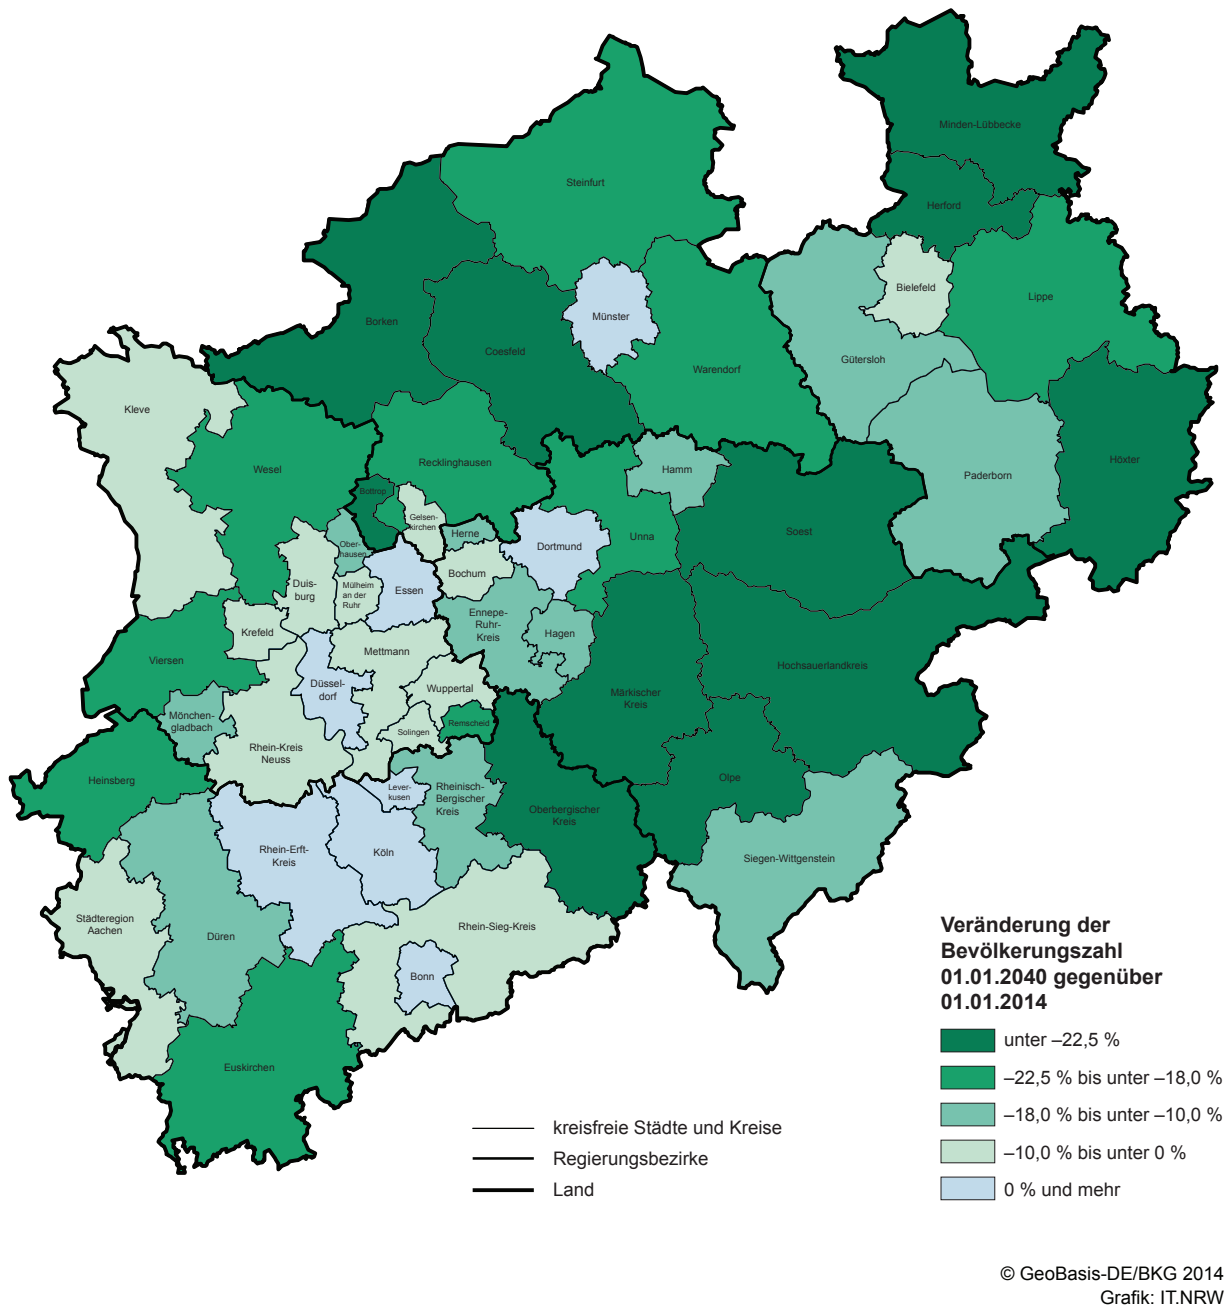 Minden-Lübbecke
Herford
Steinfurt
Bielefeld
Lippe
Münster
Borken
Coesfeld
Gütersloh
Warendorf
Kleve
Wesel
Recklinghausen
Hamm
Paderborn
Höxter
Bottrop
Gelsen-
kirchen
Herne
Dortmund
Unna
Soest
Ober-
hausen
Duis-
burg
Mülheim
an der
Ruhr
Essen
Bochum
Ennepe-
Ruhr-
Kreis
Hagen
Krefeld
Viersen
Mettmann
Hochsauerlandkreis
Düssel-
dorf
Wuppertal
Märkischer
Kreis
Mönchen-
gladbach
Solingen
Remscheid
Rhein-Kreis
Neuss
Heinsberg
Lever-
kusen
Rheinisch-
Bergischer
Kreis
Oberbergischer
Kreis
Olpe
Rhein-Erft-
Kreis
Köln
Siegen-Wittgenstein
Städteregion
Aachen
Düren
Rhein-Sieg-Kreis
Bonn
Euskirchen
Veränderung der
Bevölkerungszahl
01.01.2040 gegenüber
01.01.2014
unter –22,5 %
–22,5 % bis unter –18,0 %
–18,0 % bis unter –10,0 %
–10,0 % bis unter 0 %
0 % und mehr
kreisfreie Städte und Kreise
Regierungsbezirke
Land
© GeoBasis-DE/BKG 2014
Grafik: IT.NRW